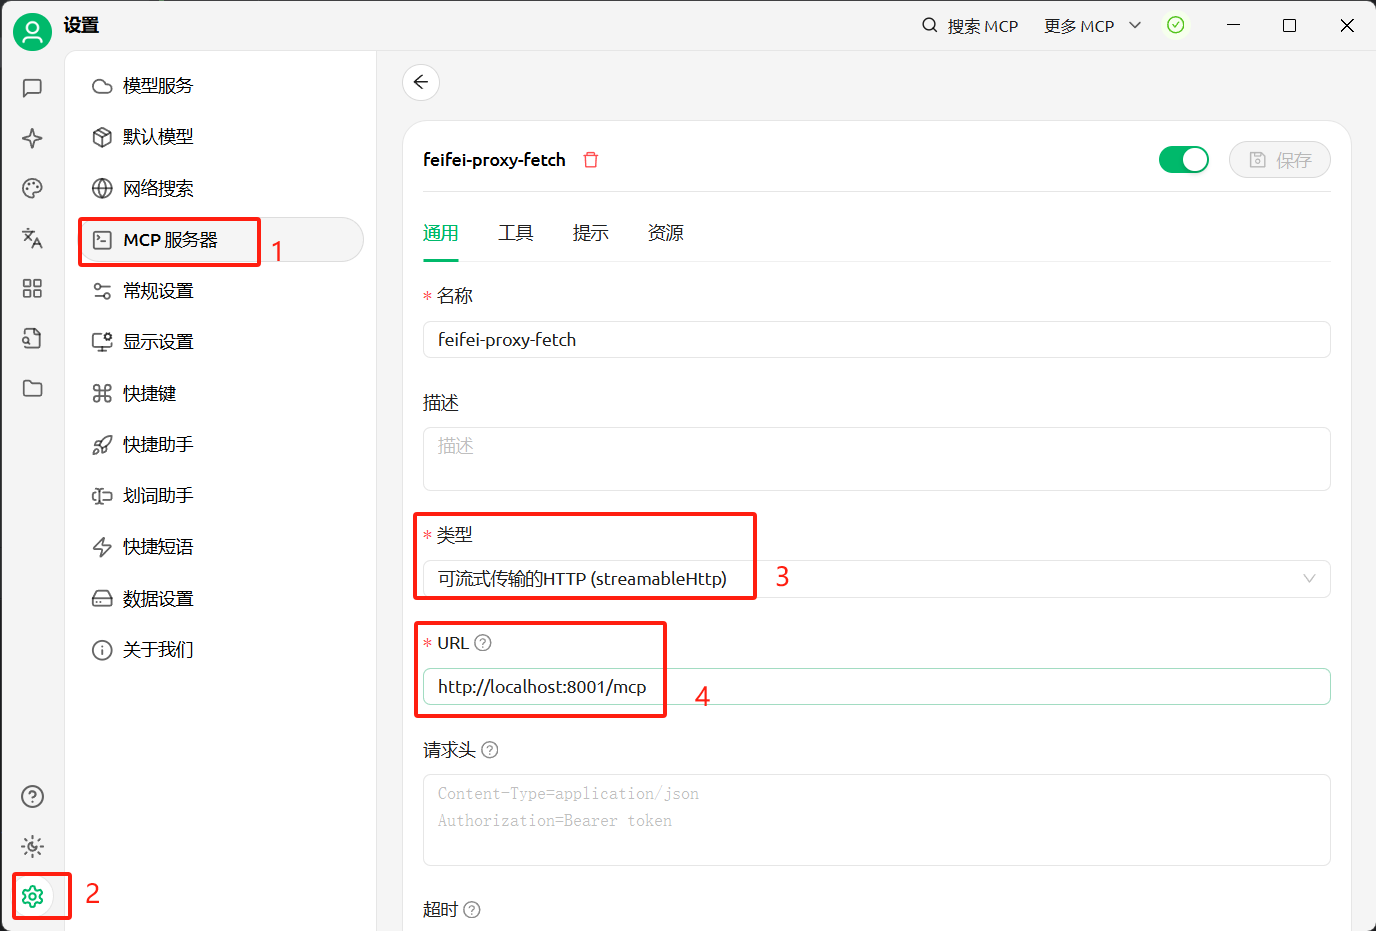 设置
搜索 MCP
更多 MCP
模型服务
默认模型
网络搜索
MCP 服务器
1
常规设置
显示设置
快捷键
快捷助手
划词助手
快捷短语
数据设置
关于我们
2
feifei-proxy-fetch
保存
通用
工具
提示
资源
* 名称
feifei-proxy-fetch
描述
描述
* 类型
可流式传输的HTTP (streamableHttp)
3
* URL
http://localhost:8001/mcp
4
请求头
Content-Type=application/json
Authorization=Bearer token
超时